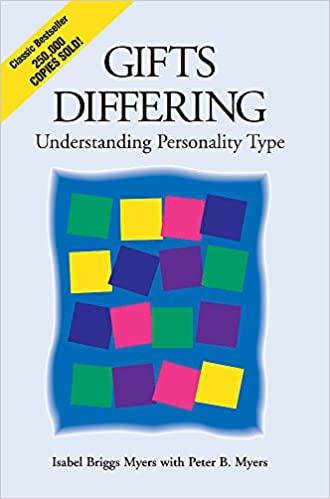 Classic Bestseller
250,000
COPIES SOLD!
GIFTS
DIFFERING
Understanding Personality Type
Isabel Briggs Myers with Peter B. Myers